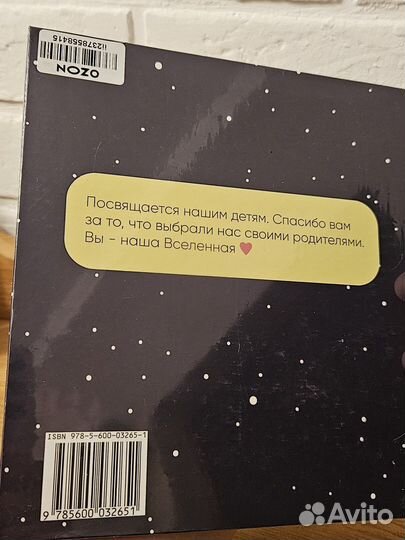 ii2378558415
OZON
Посвящается нашим детям. Спасибо вам
за то, что выбрали нас своими родителями.
Вы - наша Вселенная
ISBN 978-5-600-03265-1
9 785600 032651
Avito